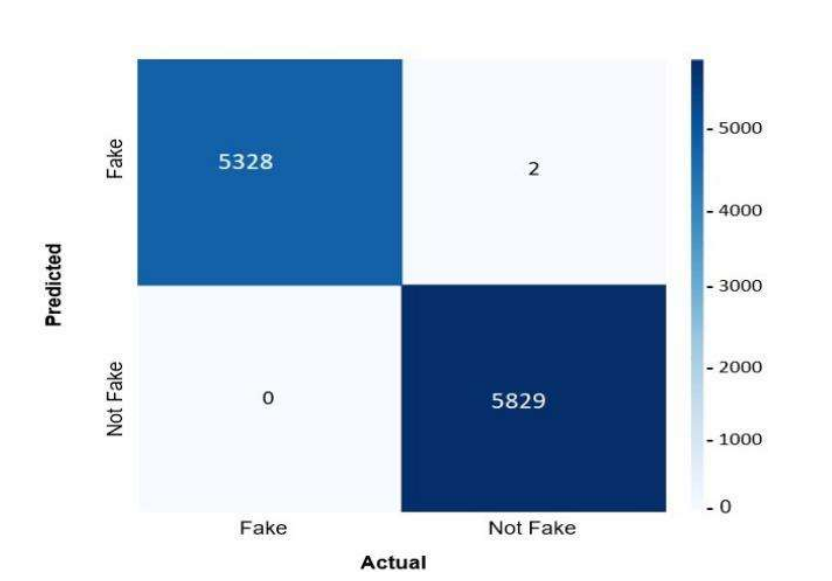 5000
Fake
5328
2
4000
Predicted
3000
2000
Not Fake
0
5829
1000
0
Fake
Not Fake
Actual